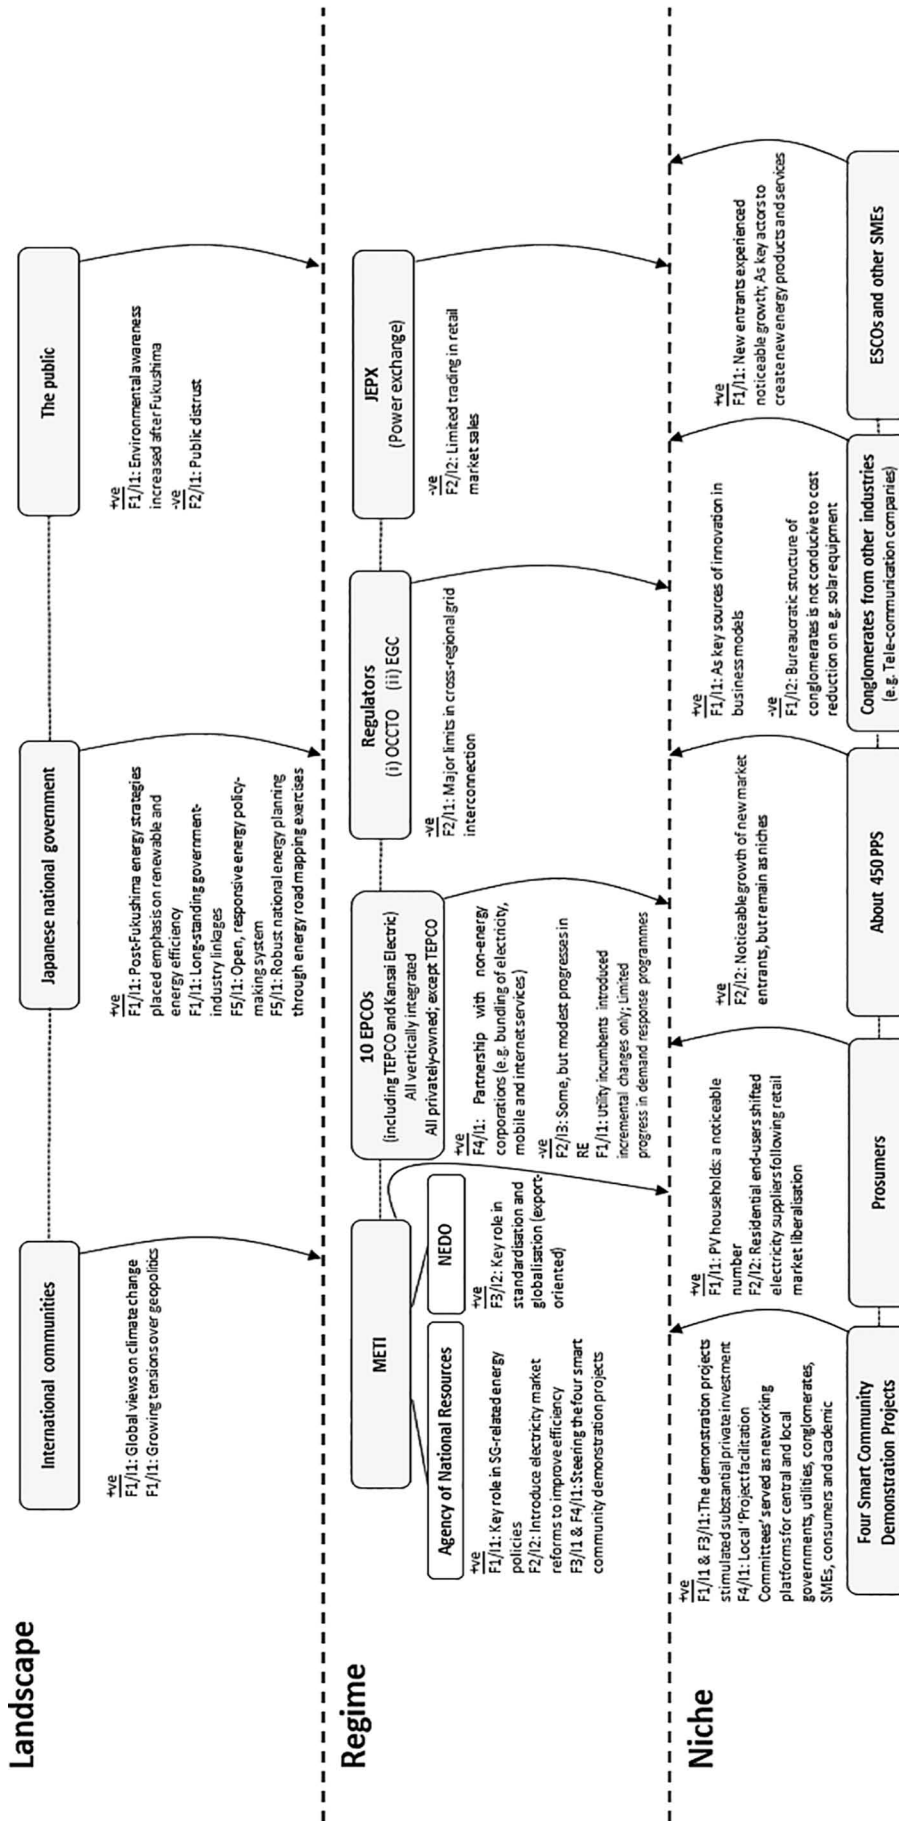 Landscape
International communities
+ve
F1/I1: Global views on climate change
F1/I1: Growing tensions over geopolitics
Japanese national government
+ve
F1/I1: Post-Fukushima energy strategies
placed emphasis on renewable and
energy efficiency
F1/I1: Long-standing government-
industry linkages
F5/I1: Open, responsive energy policy-
making system
F5/I1: Robust national energy planning
through energy roadmapping exercises
The public
+ve
F1/I1: Environmental awareness
increased after Fukushima
-ve
F2/I1: Public distrust
Regime
METI
Agency of National Resources
NEDO
+ve
F1/I1: Key role in SG-related energy
policies
F2/I2: Introduce electricity market
reforms to improve efficiency
F3/I1 & F4/I1: Steering the four smart
community demonstration projects
+ve
F3/I2: Key role in
standardisation and
globalisation (export-
oriented)
10 EPCOs
(including TEPCO and Kansai Electric)
All vertically integrated
All privately-owned; except TEPCO
+ve
F4/I1: Partnership with non-energy
corporations (e.g. bundling of electricity,
mobile and internet services)
-ve
F2/I3: Some, but modest progresses in
RE
F1/I1: Utility incumbents introduced
incremental changes only; Limited
progress in demand response programmes
Regulators
(i) OCCTO (ii) EGC
-ve
F2/I1: Major limits in cross-regional grid
interconnection
JEPX
(Power exchange)
-ve
F2/I2: Limited trading in retail
market sales
Niche
+ve
F1/I1 & F3/I1: The demonstration projects
stimulated substantial private investment
F4/I1: Local 'Project facilitation
Committees' served as networking
platforms for central and local
governments, utilities, conglomerates,
SMEs, consumers and academic
Four Smart Community
Demonstration Projects
+ve
F1/I1: PV households: a noticeable
number
F2/I2: Residential end-users shifted
electricity suppliers following retail
market liberalisation
Prosumers
+ve
F2/I2: Noticeable growth of new market
entrants, but remain as niches
About 450 PPS
+ve
F1/I1: As key sources of innovation in
business models
-ve
F1/I2: Bureaucratic structure of
conglomerates is not conducive to cost
reduction on e.g. solar equipment
Conglomerates from other industries
(e.g. Tele-communication companies)
+ve
F1/I1: New entrants experienced
noticeable growth; As key actors to
create new energy products and services
ESCOs and other SMEs